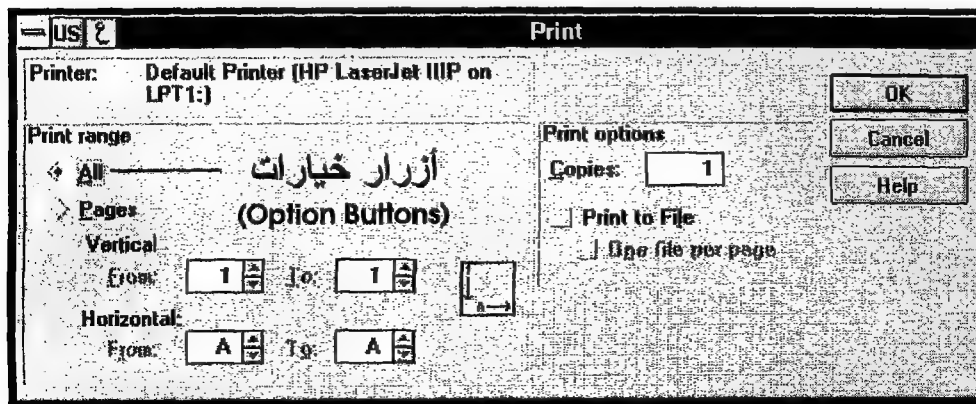 US ع Print
Printer: Default Printer (HP LaserJet IIIP on
LPT1:)
OK
Print range
Print options
Cancel
All
أزرار خيارات
Copies: 1
Help
Pages
(Option Buttons)
Print to File
Vertical
One file per page
From: 1 To: 1
A
Horizontal:
From: A To: A